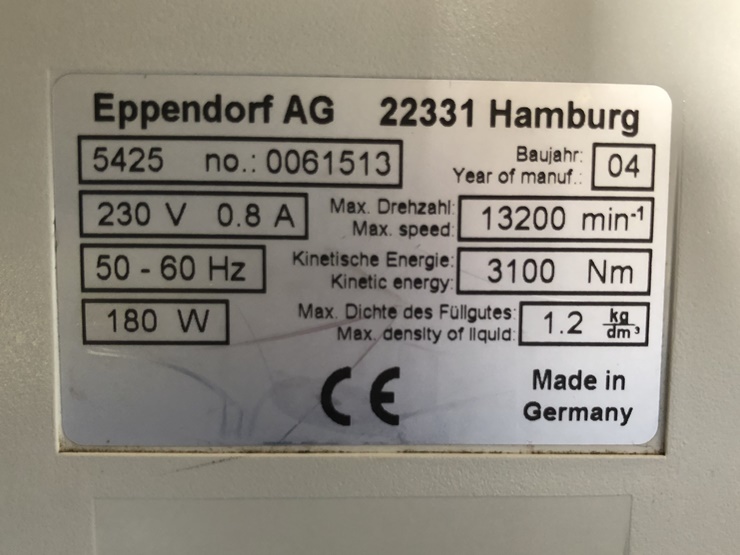 Eppendorf AG 22331 Hamburg
5425 no.: 0061513 Baujahr: Year of manuf.: 04
230 V 0.8 A Max. Drehzahl: Max. speed: 13200 min-¹
50 - 60 Hz Kinetische Energie: Kinetic energy: 3100 Nm
180 W Max. Dichte des Füllgutes: Max. density of liquid: 1.2 kg/dm³
CE
Made in
Germany